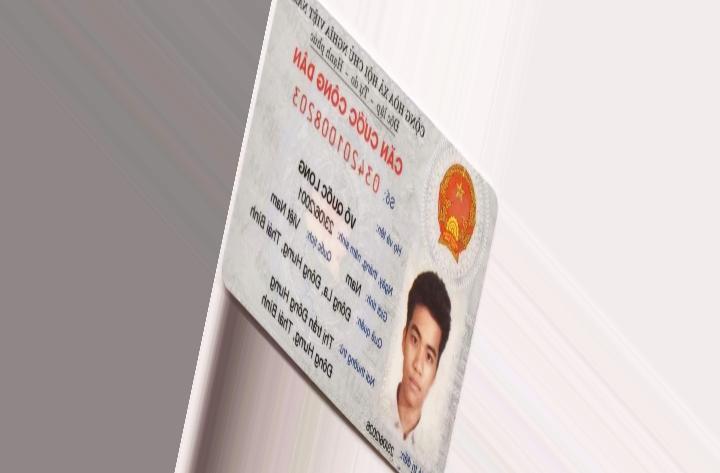 CỘNG HÒA XÃ HỘI CHỦ NGHĨA VIỆT NAM
Độc lập - Tự do - Hạnh phúc
CĂN CƯỚC CÔNG DÂN
Số: 034201008203
Họ và tên:
VÕ QUỐC LONG
Ngày, tháng, năm sinh: 23/06/2001
Giới tính: Nam Quốc tịch: Việt Nam
Quê quán: Đông La, Đông Hưng, Thái Bình
Nơi thường trú: Thị trấn Đông Hưng
Đông Hưng, Thái Bình
23/06/2026